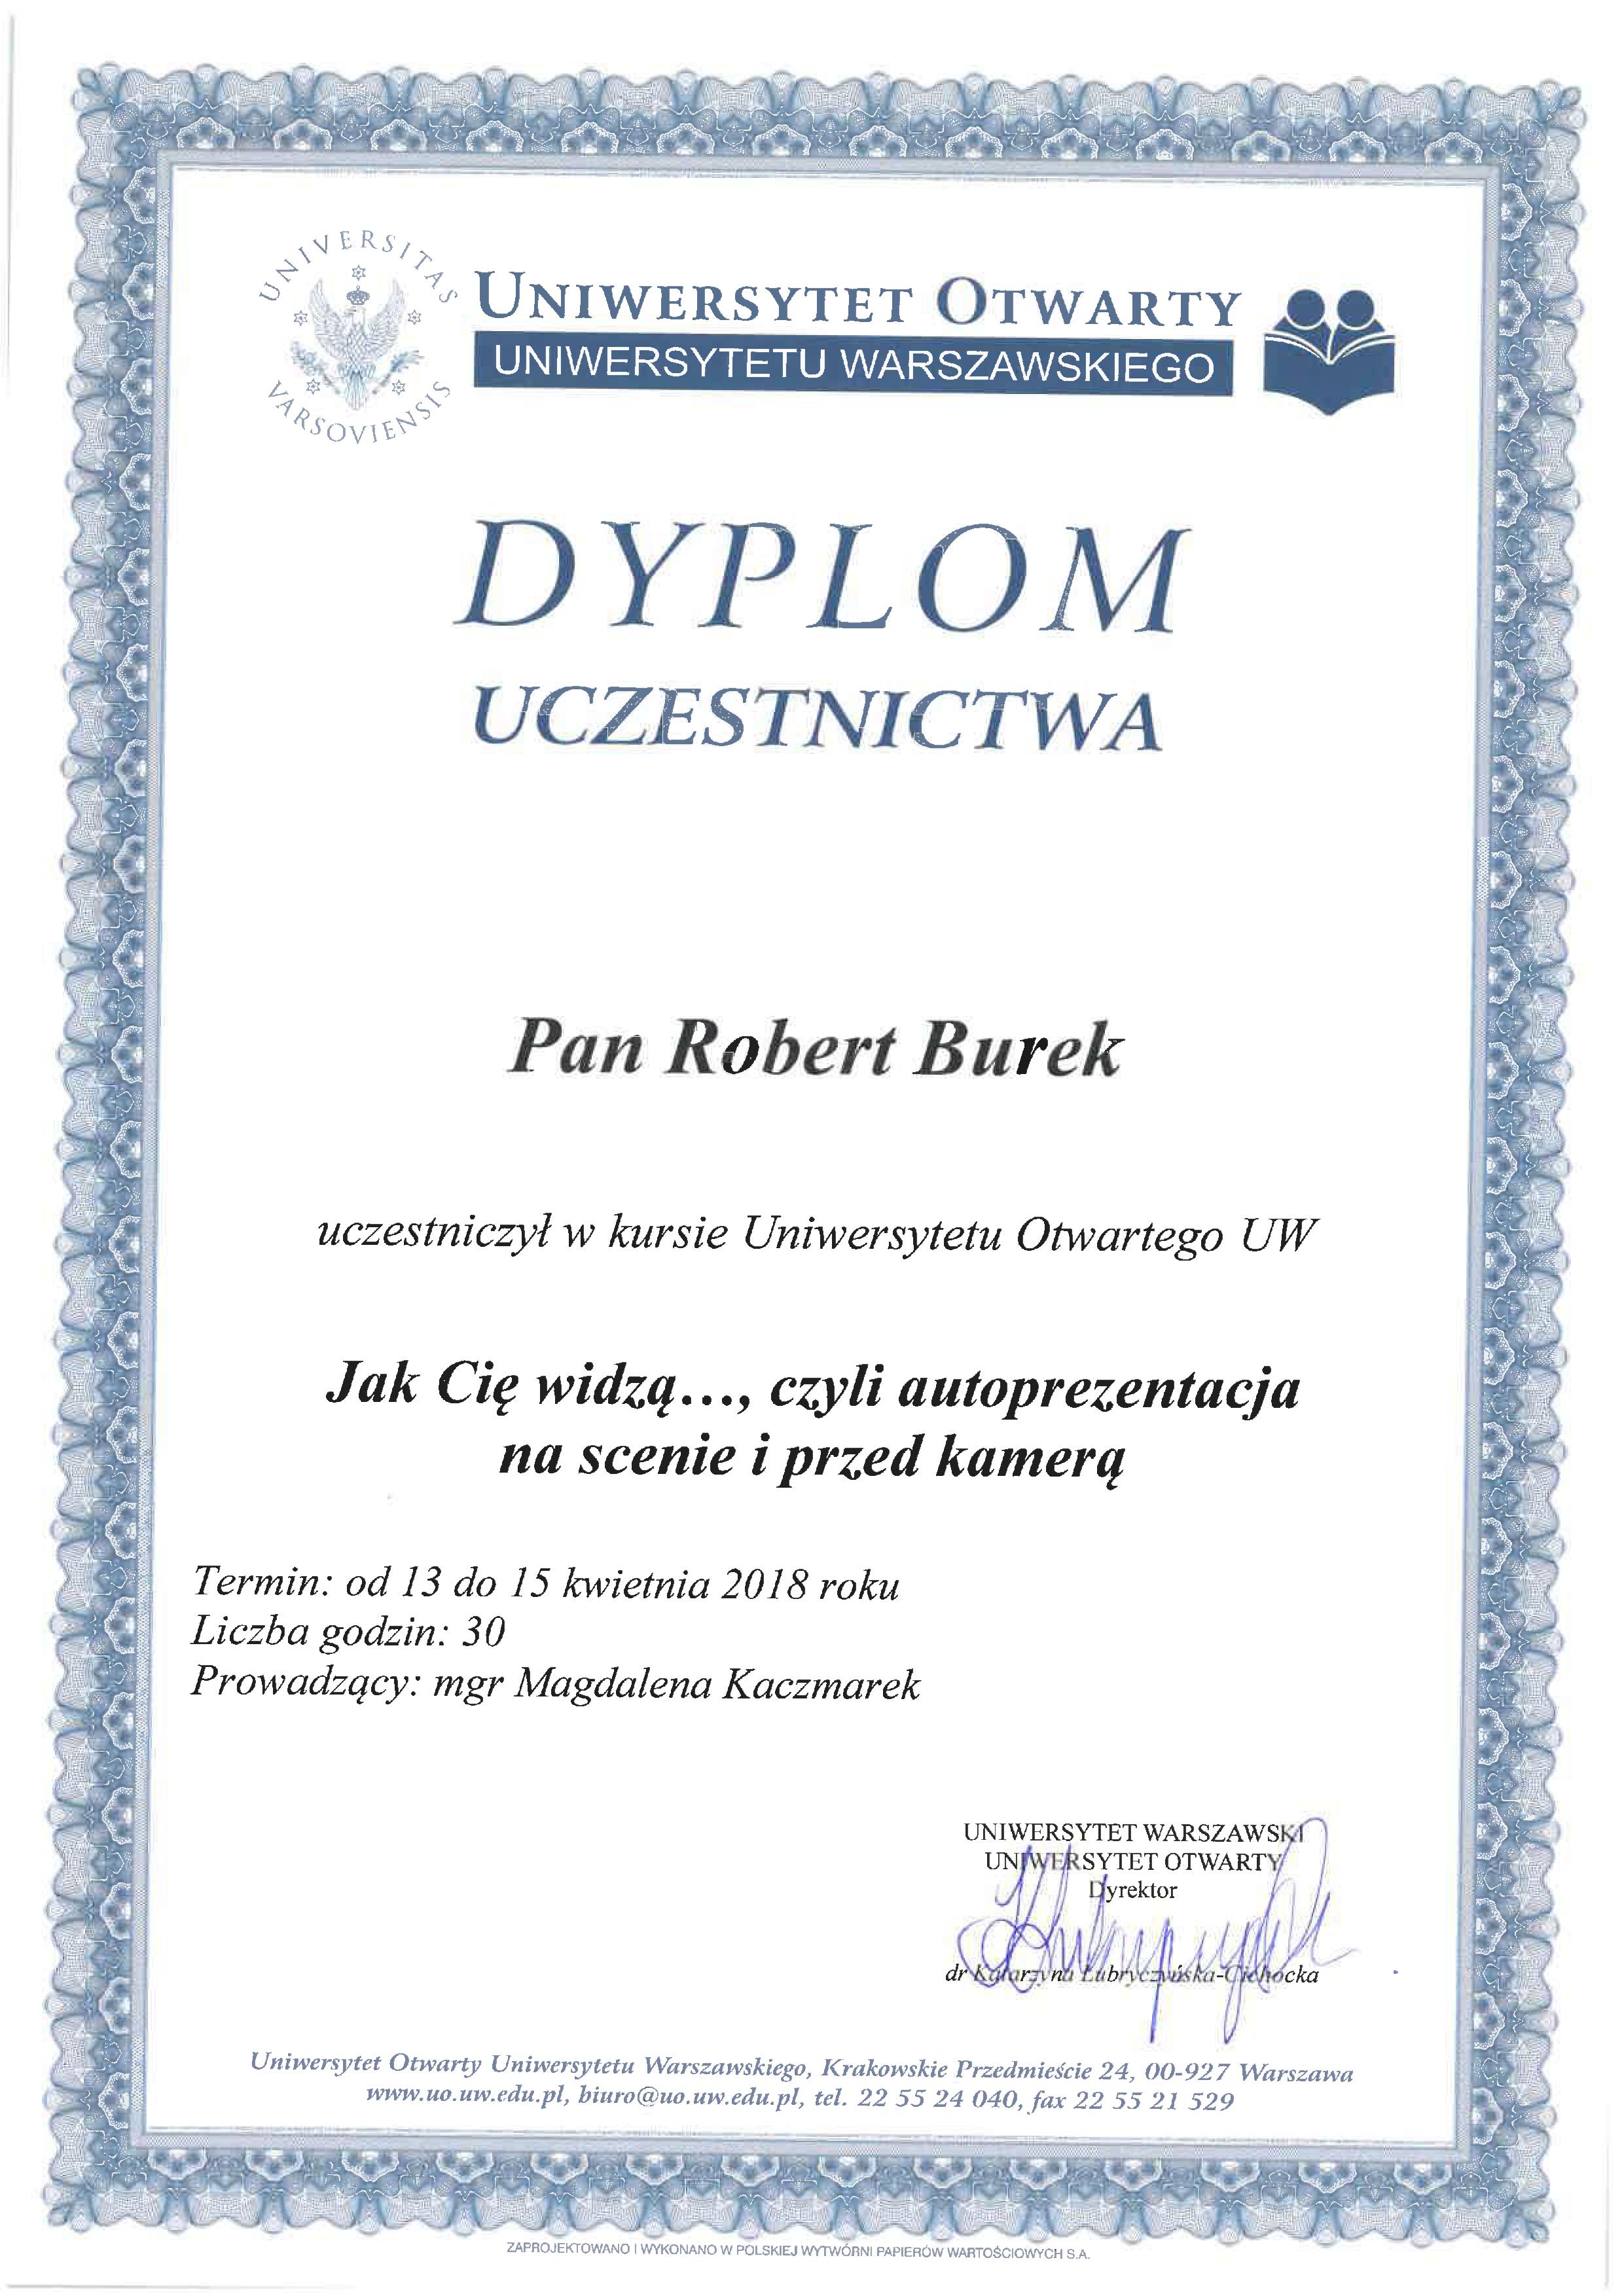 UNIVERSITAS VARSOVIENSIS
UNIWERSYTET OTWARTY
UNIWERSYTETU WARSZAWSKIEGO
DYPLOM
UCZESTNICTWA
Pan Robert Burek
uczestniczył w kursie Uniwersytetu Otwartego UW
Jak Cię widzą..., czyli autoprezentacja
na scenie i przed kamerą
Termin: od 13 do 15 kwietnia 2018 roku
Liczba godzin: 30
Prowadzący: mgr Magdalena Kaczmarek
UNIWERSYTET WARSZAWSKI
UNIWERSYTET OTWARTY
Dyrektor
dr Katarzyna Lubryczyńska-Cichocka
Uniwersytet Otwarty Uniwersytetu Warszawskiego, Krakowskie Przedmieście 24, 00-927 Warszawa
www.uo.uw.edu.pl, biuro@uo.uw.edu.pl, tel. 22 55 24 040, fax 22 55 21 529
ZAPROJEKTOWANO I WYKONANO W POLSKIEJ WYTWÓRNI PAPIERÓW WARTOŚCIOWYCH S.A.